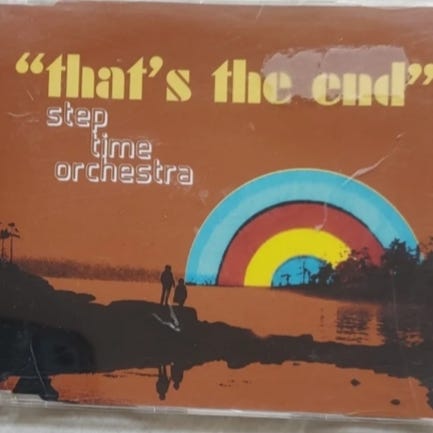 “that's the end”
step
time
orchestra